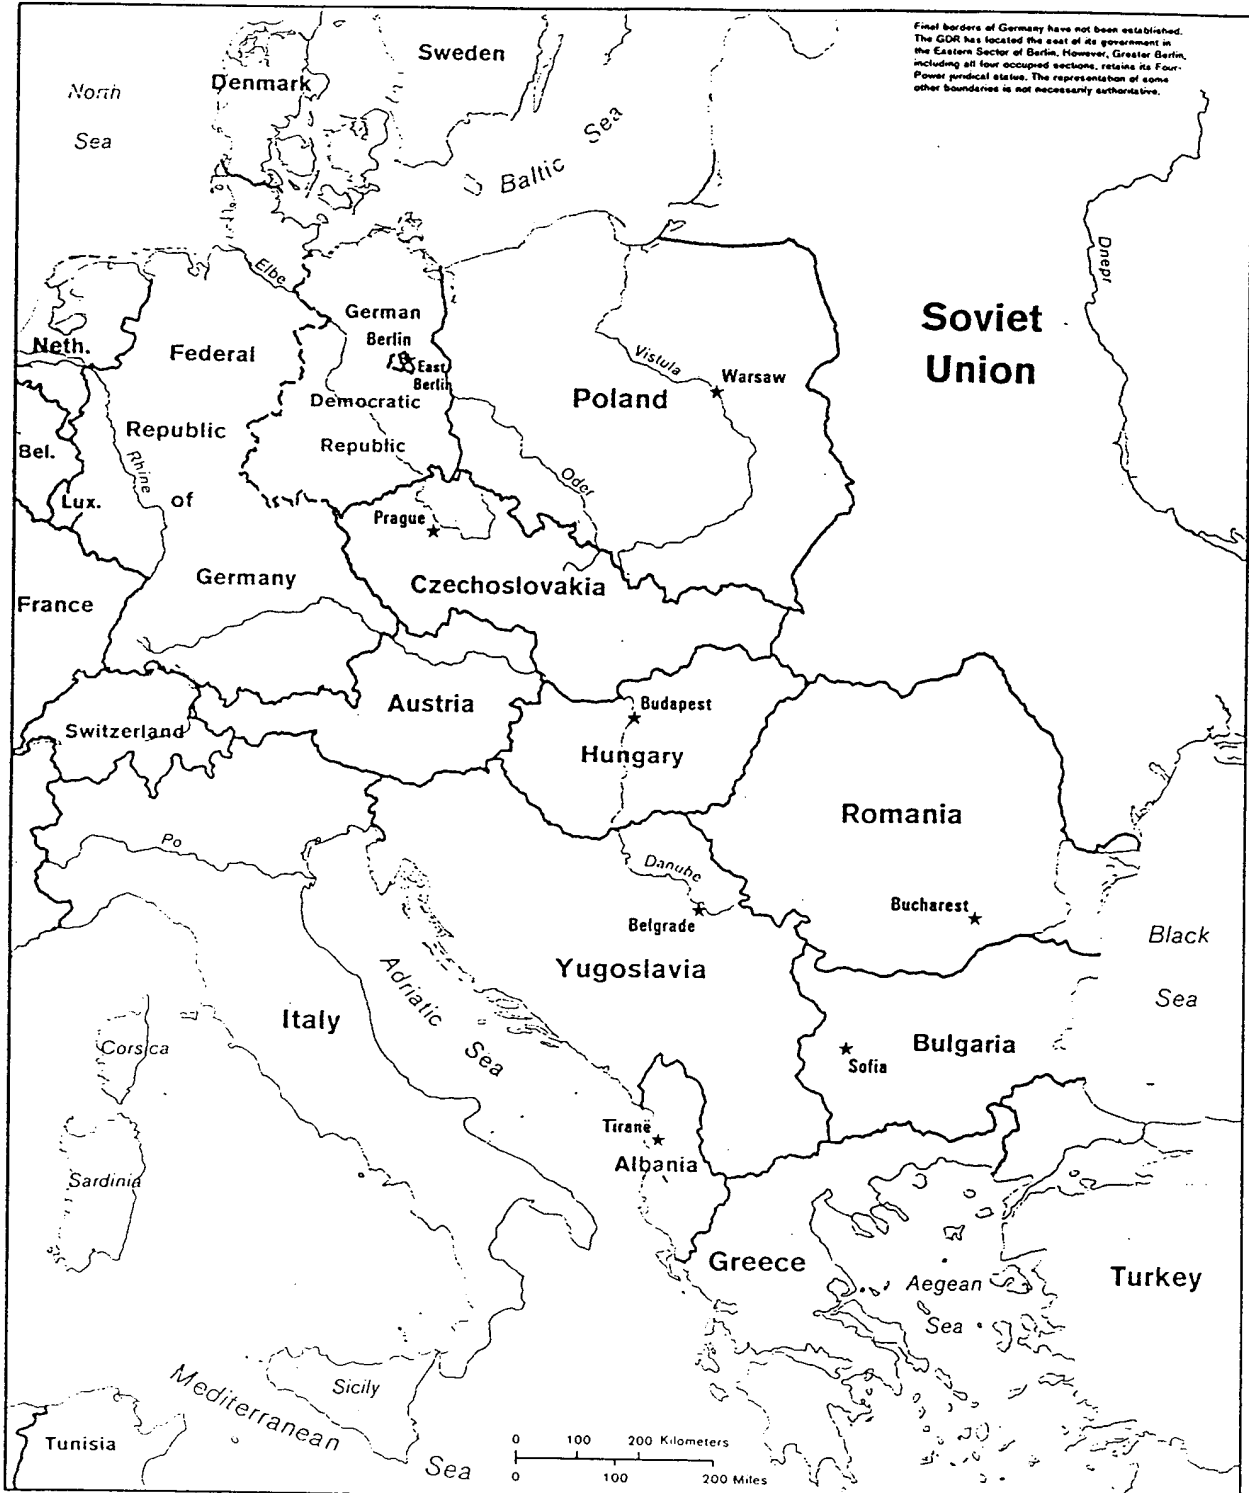 Final borders of Germany have not been established.
The GDR has located the seat of its government in
the Eastern Sector of Berlin. However, Greater Berlin,
including all four occupied sections, retains its Four-
Power juridical status. The representation of some
other boundaries is not necessarily authoritative.
Sweden
Denmark
North
Sea
Baltic Sea
Elbe
Dnepr
German
Soviet
Union
Berlin
Neth.
Federal
East
Berlin
Vistula
Warsaw
Democratic
Poland
Republic
Republic
Bel.
Rhine
Oder
Lux.
of
Prague
Germany
Czechoslovakia
France
Austria
Budapest
Switzerland
Hungary
Romania
Po
Danube
Bucharest
Belgrade
Black
Sea
Yugoslavia
Adriatic
Sea
Italy
Corsica
Bulgaria
Sofia
Tiranë
Albania
Sardinia
Greece
Aegean
Sea
Turkey
Sicily
Mediterranean
Sea
Tunisia
0 100 200 Kilometers
0 100 200 Miles